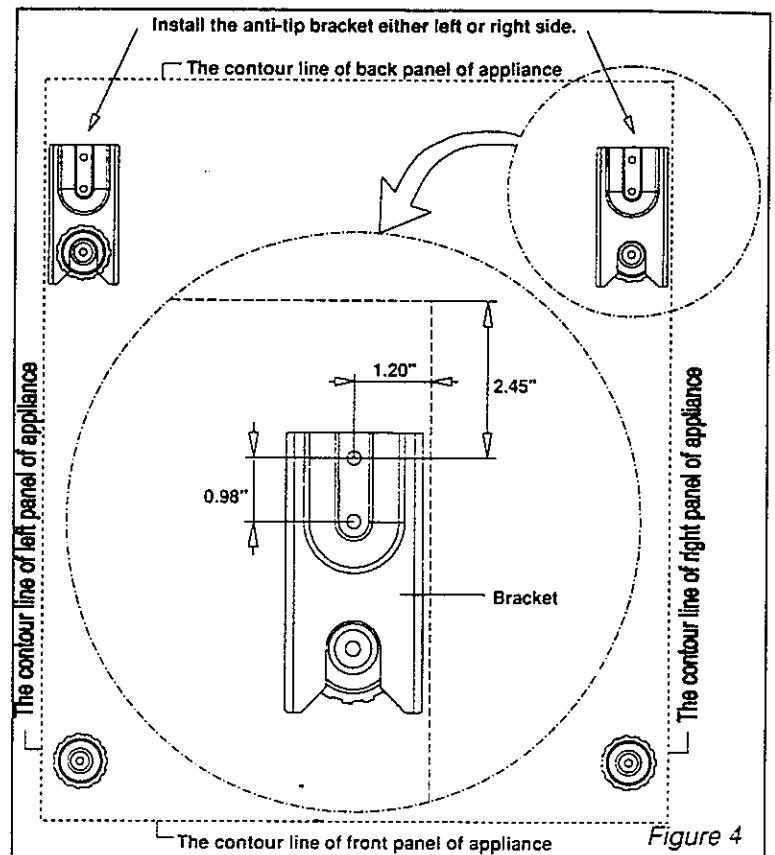 Install the anti-tip bracket either left or right side.
The contour line of back panel of appliance
1.20"
2.45"
0.98"
Bracket
The contour line of left panel of appliance
The contour line of right panel of appliance
The contour line of front panel of appliance
Figure 4